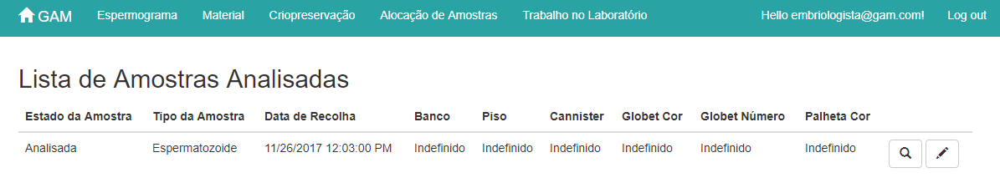 GAM Espermograma Material Criopreservação Alocação de Amostras Trabalho no Laboratório Hello embriologista@gam.com! Log out
Lista de Amostras Analisadas
Estado da Amostra Tipo da Amostra Data de Recolha Banco Piso Cannister Globet Cor Globet Número Palheta Cor
Analisada Espermatozoide 11/26/2017 12:03:00 PM Indefinido Indefinido Indefinido Indefinido Indefinido Indefinido